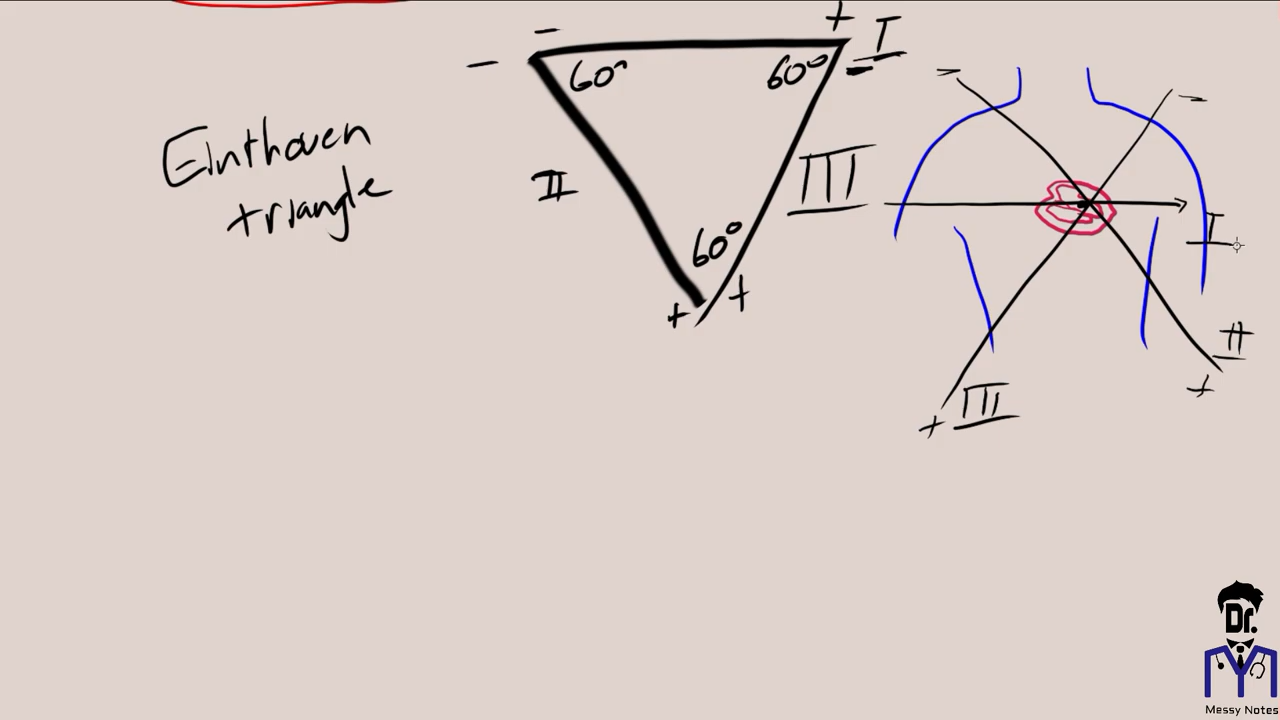 Einthoven
triangle
-
-
+
I
-
60°
60°
II
III
60°
+
+
-
-
I
II
+
III
+
Dr.
Messy Notes